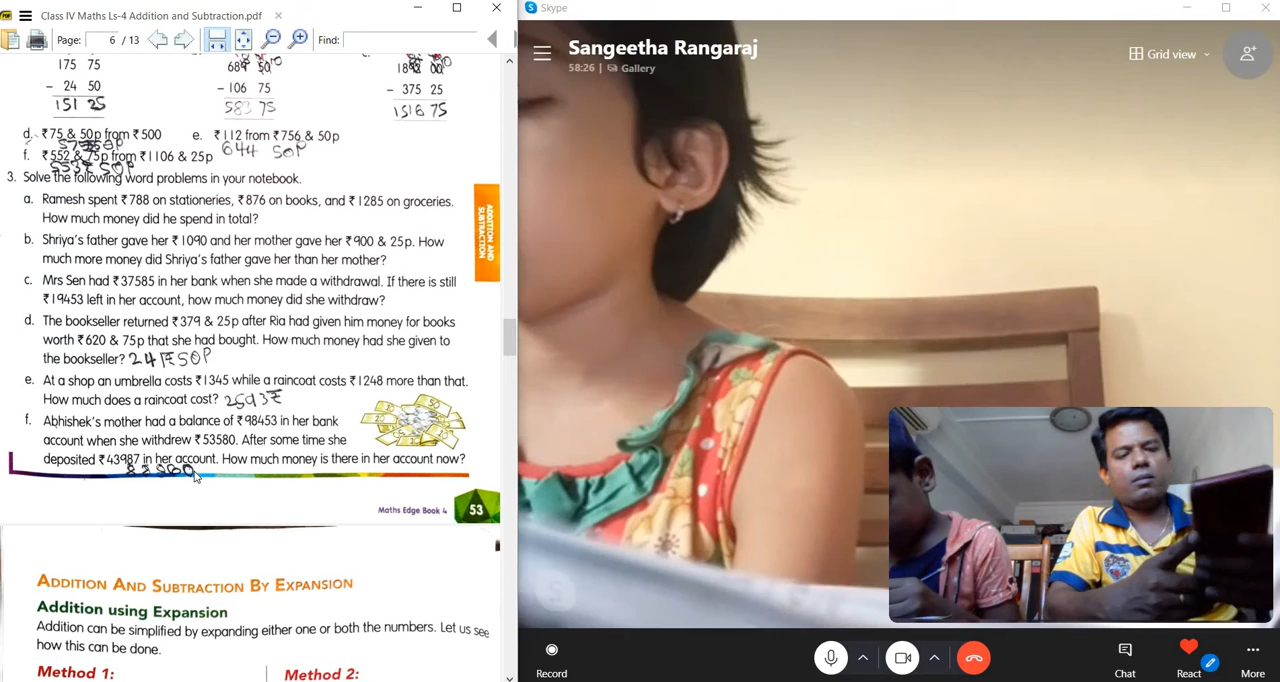 Class IV Maths Ls-4 Addition and Subtraction.pdf
Page: 6 / 13 Find:
175 75 689 50 1892 00
- 24 50 - 106 75 - 375 25
151 25 583 75 1516 75
d. ₹75 & 50p from ₹500 e. ₹112 from ₹756 & 50p
644 50P
f. ₹552 & 75p from ₹1106 & 25p
50P
3. Solve the following word problems in your notebook.
a. Ramesh spent ₹788 on stationeries, ₹876 on books, and ₹1285 on groceries.
How much money did he spend in total?
b. Shriya's father gave her ₹1090 and her mother gave her ₹900 & 25p. How
much more money did Shriya's father gave her than her mother?
c. Mrs Sen had ₹37585 in her bank when she made a withdrawal. If there is still
₹19453 left in her account, how much money did she withdraw?
d. The bookseller returned ₹379 & 25p after Ria had given him money for books
worth ₹620 & 75p that she had bought. How much money had she given to
the bookseller? 241₹50P
e. At a shop an umbrella costs ₹1345 while a raincoat costs ₹1248 more than that.
How much does a raincoat cost? 2593₹
f. Abhishek's mother had a balance of ₹98453 in her bank
account when she withdrew ₹53580. After some time she
deposited ₹43987 in her account. How much money is there in her account now?
ADDITION AND
SUBTRACTION
Maths Edge Book 4 53
ADDITION AND SUBTRACTION BY EXPANSION
Addition using Expansion
Addition can be simplified by expanding either one or both the numbers. Let us see
how this can be done.
Method 1: Method 2:
Skype
Sangeetha Rangaraj
58:26 | Gallery
Grid view
Record
Chat
React
More